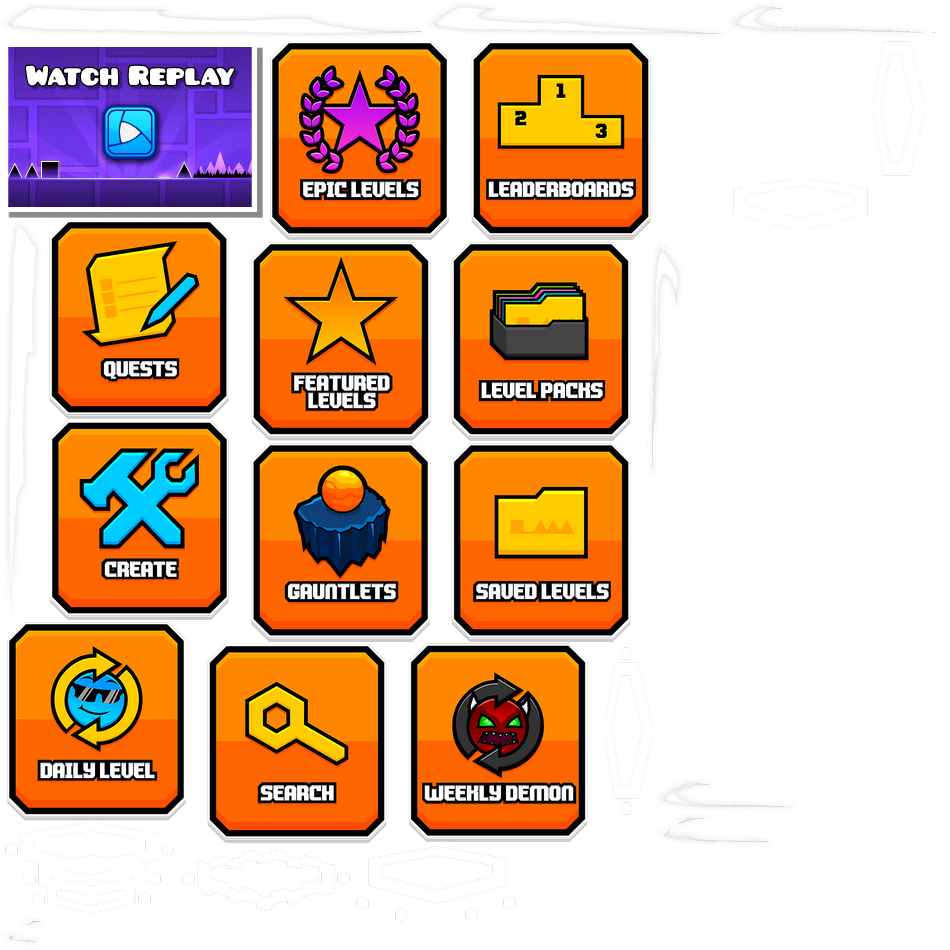 WATCH REPLAY
EPIC LEVELS
1
2
3
LEADERBOARDS
QUESTS
FEATURED
LEVELS
LEVEL PACKS
CREATE
GAUNTLETS
SAVED LEVELS
DAILY LEVEL
SEARCH
WEEKLY DEMON